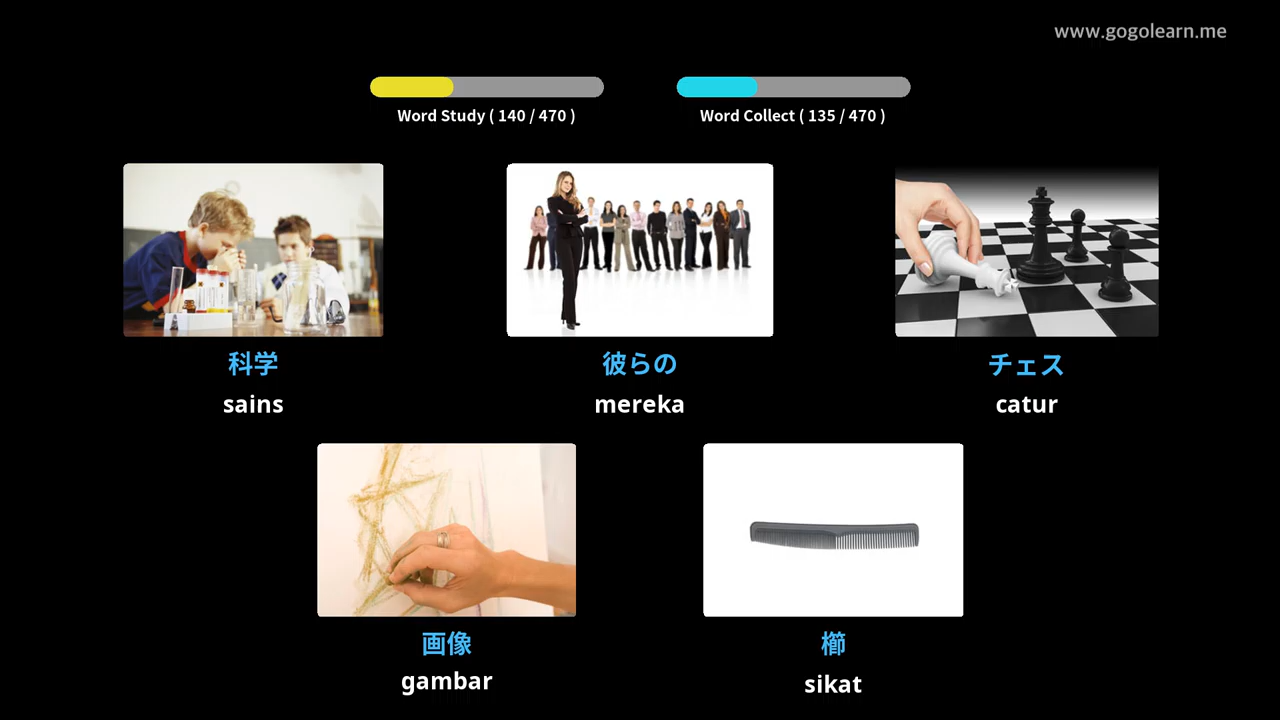 www.gogolearn.me
Word Study ( 140 / 470 )
Word Collect ( 135 / 470 )
科学
sains
彼らの
mereka
チェス
catur
画像
gambar
櫛
sikat